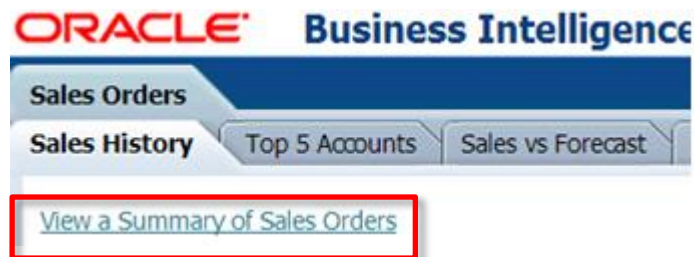 ORACLE Business Intelligence
Sales Orders
Sales History Top 5 Accounts Sales vs Forecast
View a Summary of Sales Orders